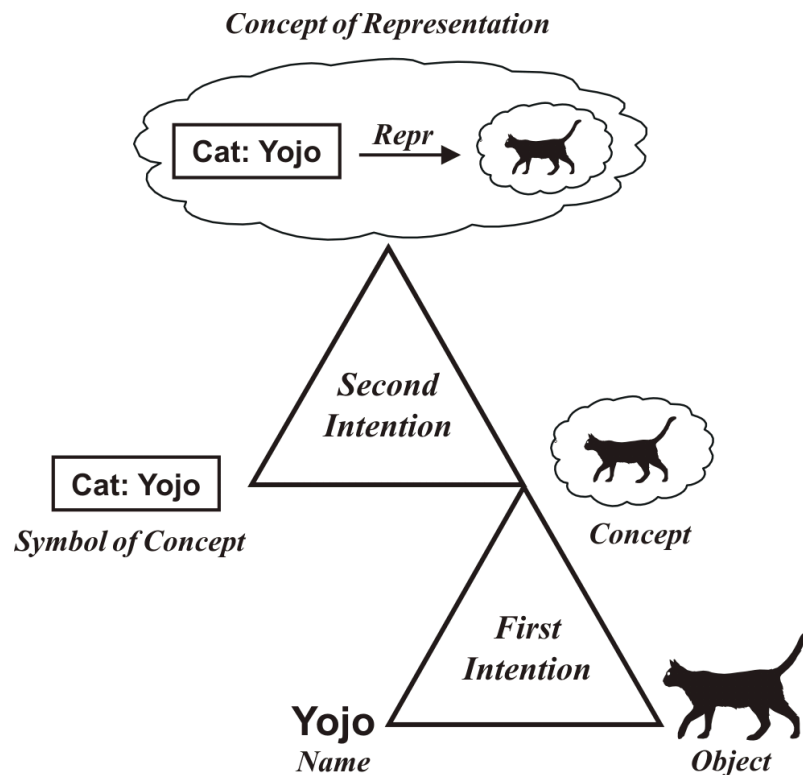 Concept of Representation
Cat: Yojo
Repr
Second
Intention
Cat: Yojo
Symbol of Concept
Concept
First
Intention
Yojo
Name
Object